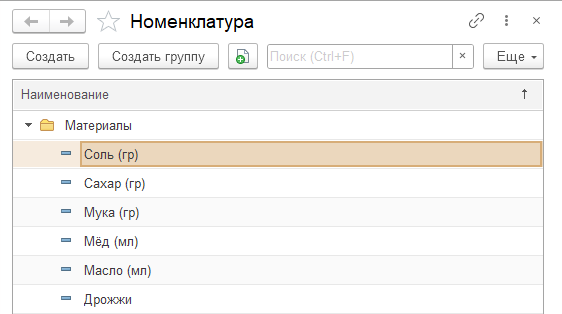 Номенклатура
Создать Создать группу Поиск (Ctrl+F) × Еще
Наименование
Материалы
Соль (гр)
Сахар (гр)
Мука (гр)
Мёд (мл)
Масло (мл)
Дрожжи